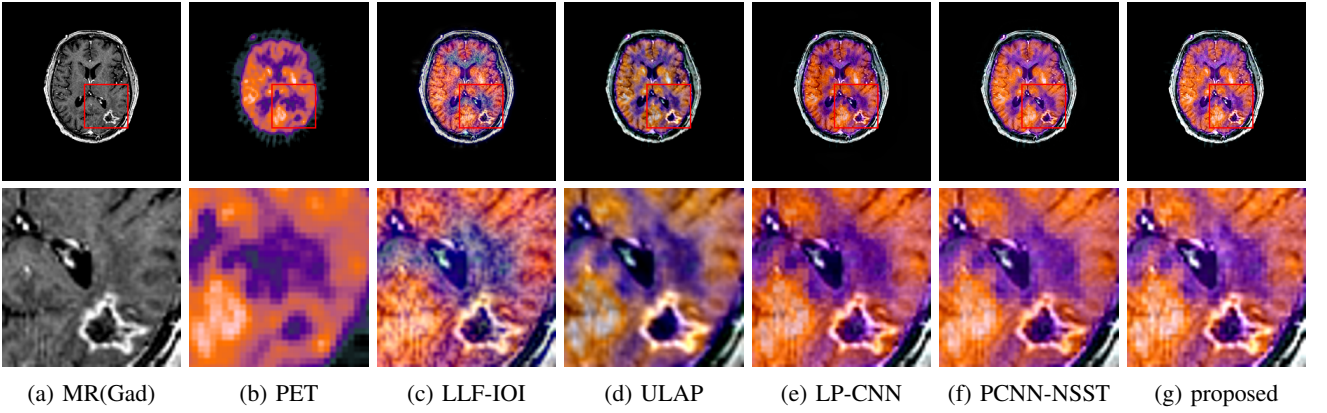 (a) MR(Gad) (b) PET (c) LLF-IOI (d) ULAP (e) LP-CNN (f) PCNN-NSST (g) proposed